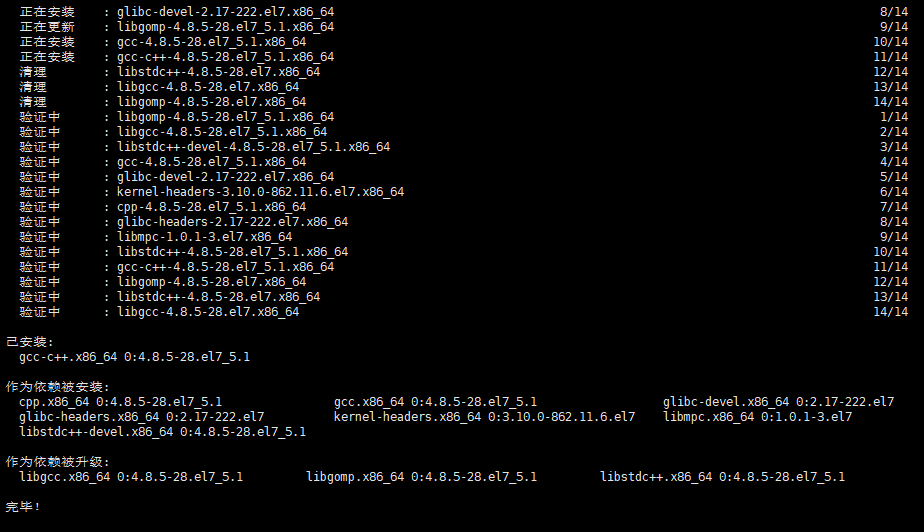 正在安装    : glibc-devel-2.17-222.el7.x86_64    8/14
正在更新    : libgomp-4.8.5-28.el7_5.1.x86_64    9/14
正在安装    : gcc-4.8.5-28.el7_5.1.x86_64    10/14
正在安装    : gcc-c++-4.8.5-28.el7_5.1.x86_64    11/14
清理    : libstdc++-4.8.5-28.el7.x86_64    12/14
清理    : libgcc-4.8.5-28.el7.x86_64    13/14
清理    : libgomp-4.8.5-28.el7.x86_64    14/14
验证中    : libgomp-4.8.5-28.el7_5.1.x86_64    1/14
验证中    : libgcc-4.8.5-28.el7_5.1.x86_64    2/14
验证中    : libstdc++-devel-4.8.5-28.el7_5.1.x86_64    3/14
验证中    : gcc-4.8.5-28.el7_5.1.x86_64    4/14
验证中    : glibc-devel-2.17-222.el7.x86_64    5/14
验证中    : kernel-headers-3.10.0-862.11.6.el7.x86_64    6/14
验证中    : cpp-4.8.5-28.el7_5.1.x86_64    7/14
验证中    : glibc-headers-2.17-222.el7.x86_64    8/14
验证中    : libmpc-1.0.1-3.el7.x86_64    9/14
验证中    : libstdc++-4.8.5-28.el7_5.1.x86_64    10/14
验证中    : gcc-c++-4.8.5-28.el7_5.1.x86_64    11/14
验证中    : libgomp-4.8.5-28.el7.x86_64    12/14
验证中    : libstdc++-4.8.5-28.el7.x86_64    13/14
验证中    : libgcc-4.8.5-28.el7.x86_64    14/14
已安装:
gcc-c++.x86_64 0:4.8.5-28.el7_5.1
作为依赖被安装:
cpp.x86_64 0:4.8.5-28.el7_5.1    gcc.x86_64 0:4.8.5-28.el7_5.1    glibc-devel.x86_64 0:2.17-222.el7
glibc-headers.x86_64 0:2.17-222.el7    kernel-headers.x86_64 0:3.10.0-862.11.6.el7    libmpc.x86_64 0:1.0.1-3.el7
libstdc++-devel.x86_64 0:4.8.5-28.el7_5.1
作为依赖被升级:
libgcc.x86_64 0:4.8.5-28.el7_5.1    libgomp.x86_64 0:4.8.5-28.el7_5.1    libstdc++.x86_64 0:4.8.5-28.el7_5.1
完毕！